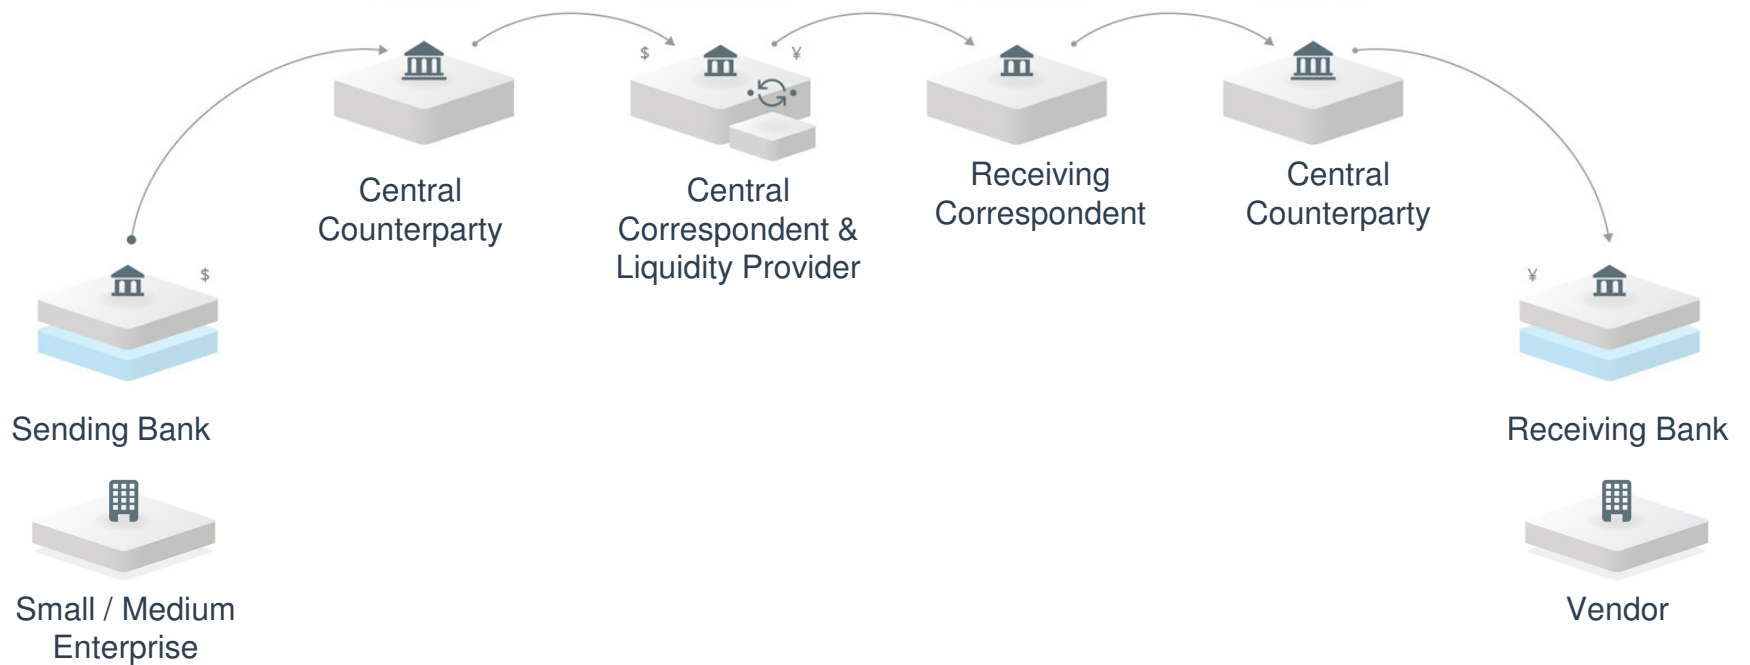 $
¥
Central
Counterparty
Central
Correspondent &
Liquidity Provider
Receiving
Correspondent
Central
Counterparty
$
¥
Sending Bank
Receiving Bank
Small / Medium
Enterprise
Vendor